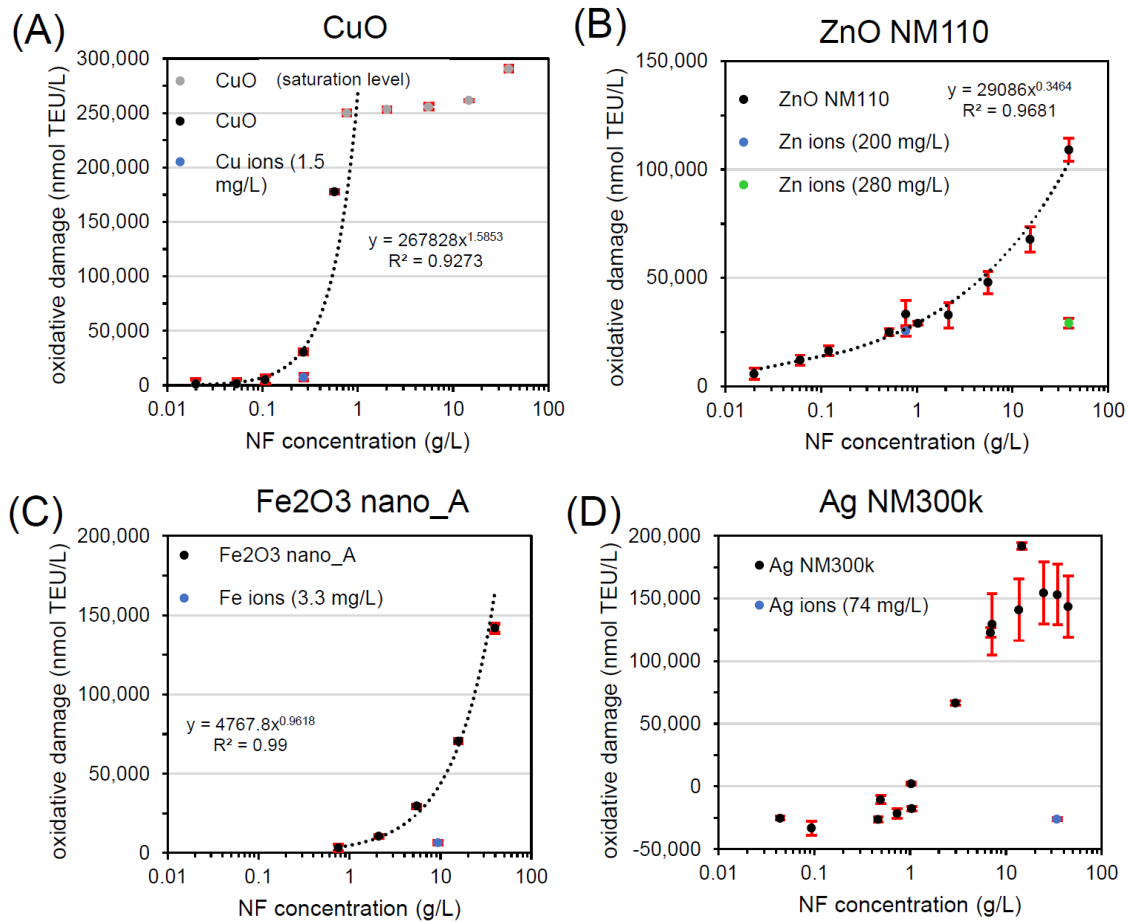 (A)
CuO
oxidative damage (nmol TEU/L)
300,000
250,000
200,000
150,000
100,000
50,000
0
CuO (saturation level)
CuO
Cu ions (1.5
mg/L)
y = 267828x^1.5853
R² = 0.9273
0.01 0.1 1 10 100
NF concentration (g/L)
(B)
ZnO NM110
oxidative damage (nmol TEU/L)
150,000
100,000
50,000
0
ZnO NM110
Zn ions (200 mg/L)
Zn ions (280 mg/L)
y = 29086x^0.3464
R² = 0.9681
0.01 0.1 1 10 100
NF concentration (g/L)
(C)
Fe2O3 nano_A
oxidative damage (nmol TEU/L)
200,000
150,000
100,000
50,000
0
Fe2O3 nano_A
Fe ions (3.3 mg/L)
y = 4767.8x^0.9618
R² = 0.99
0.01 0.1 1 10 100
NF concentration (g/L)
(D)
Ag NM300k
oxidative damage (nmol TEU/L)
200,000
150,000
100,000
50,000
0
-50,000
Ag NM300k
Ag ions (74 mg/L)
0.01 0.1 1 10 100
NF concentration (g/L)